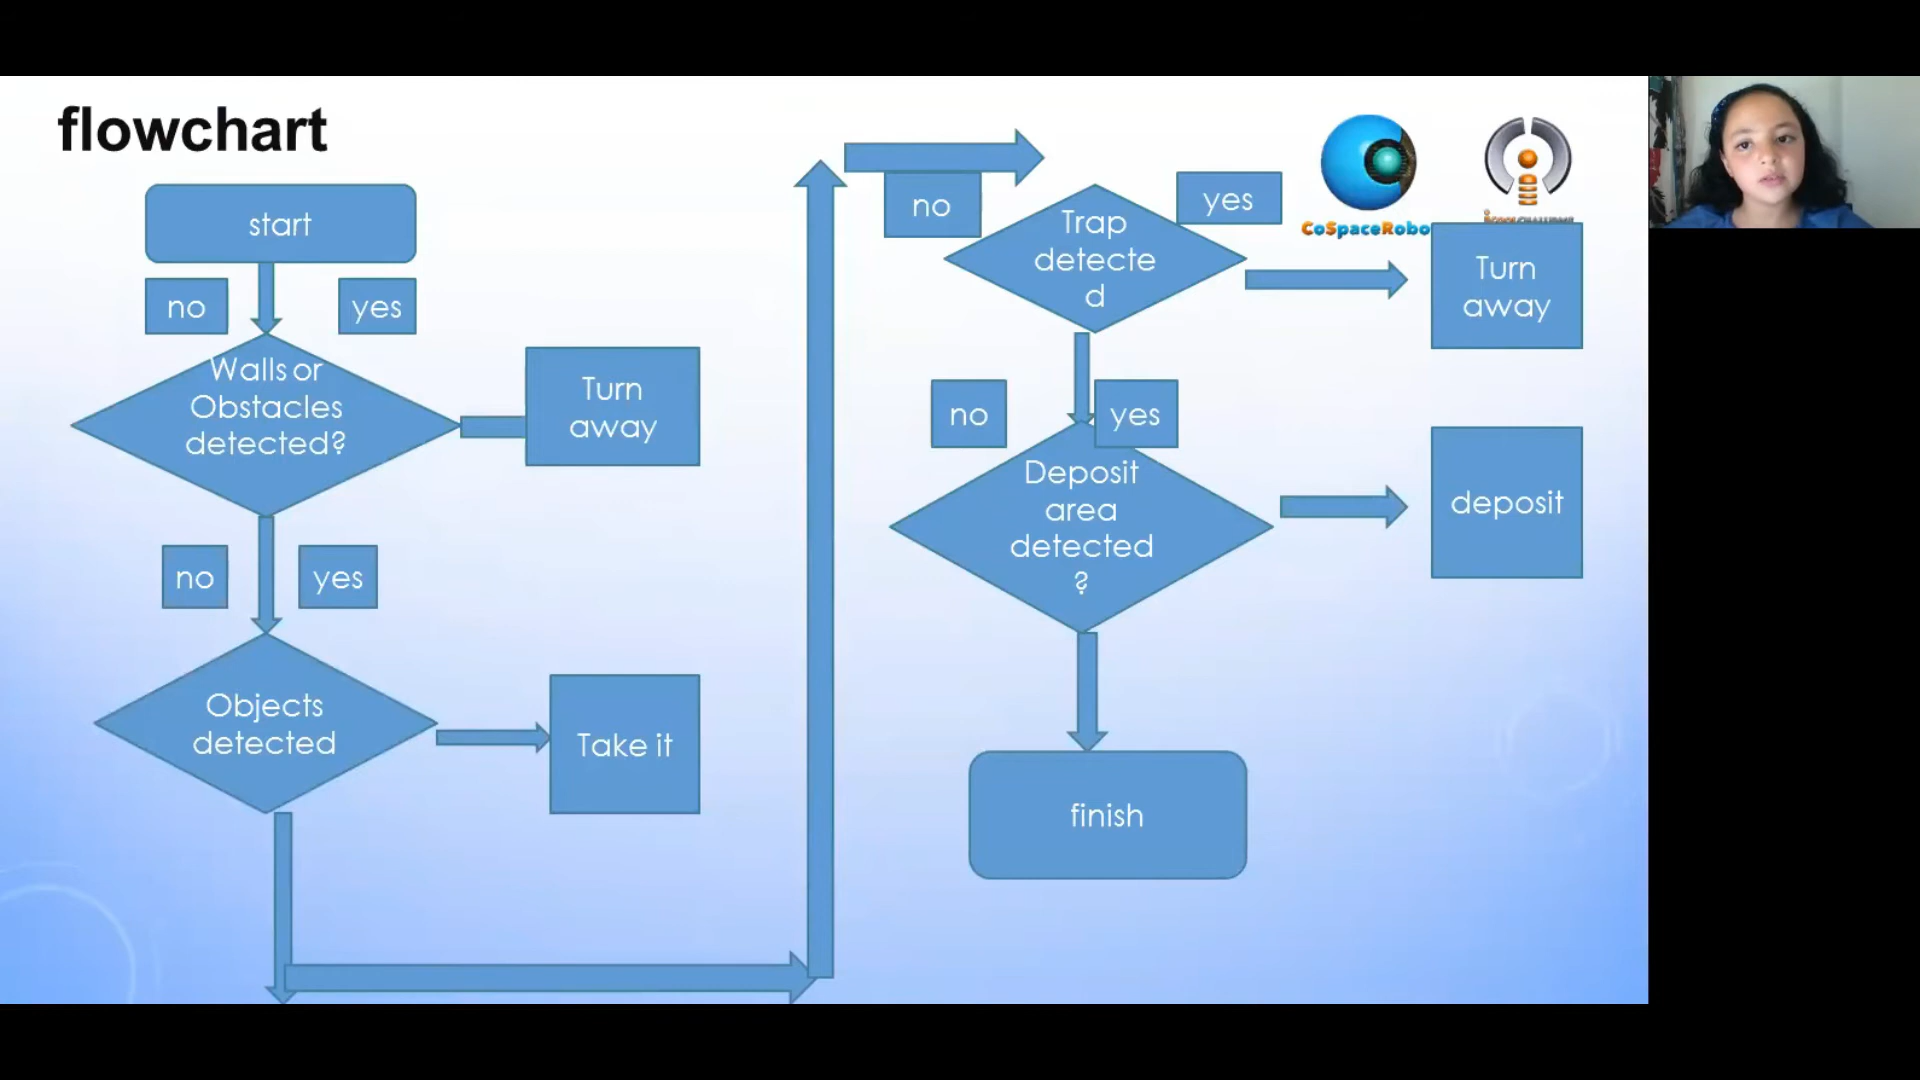 flowchart
start
no
yes
Walls or
Obstacles
detected?
Turn
away
no
yes
Objects
detected
Take it
no
yes
Trap
detecte
d
Turn
away
no
yes
Deposit
area
detected
?
deposit
finish
CoSpaceRobo